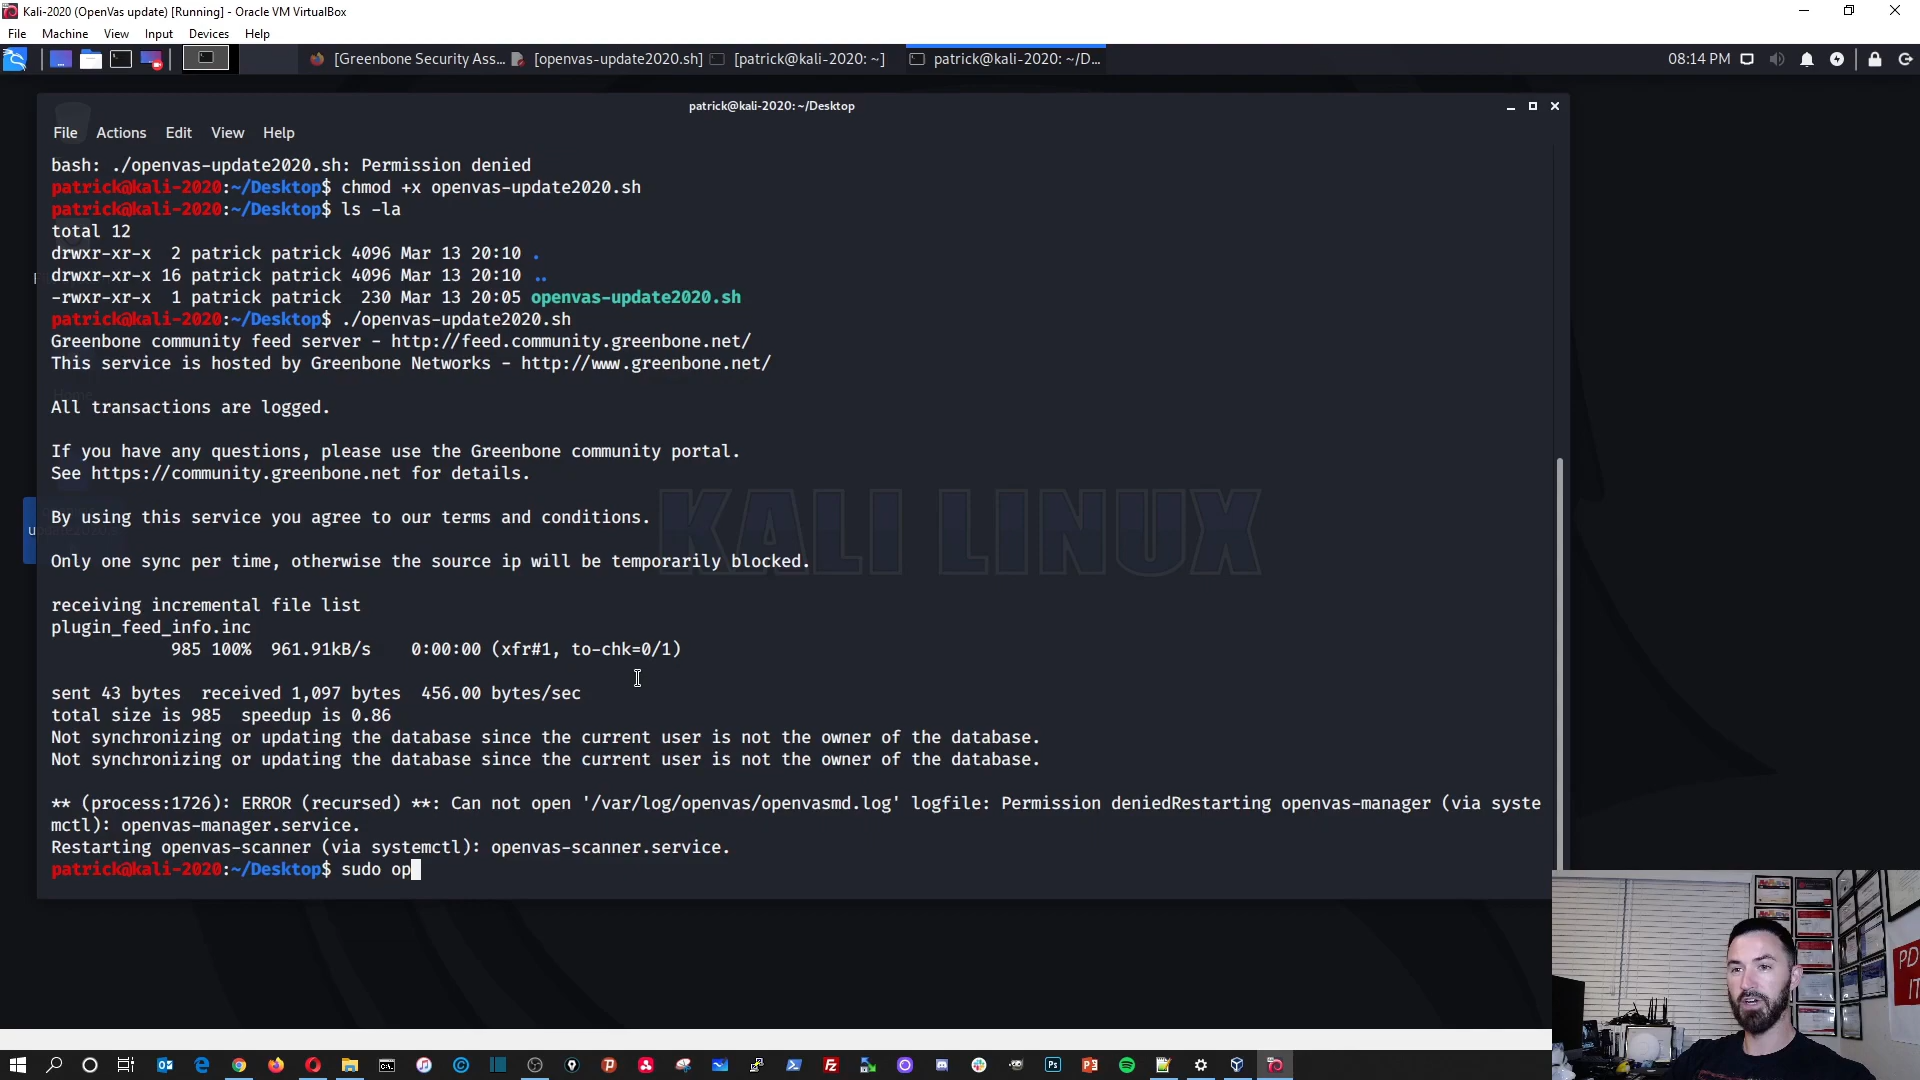 Kali-2020 (OpenVas update) [Running] - Oracle VM VirtualBox
File Machine View Input Devices Help
[Greenbone Security Ass... [openvas-update2020.sh] [patrick@kali-2020: ~] patrick@kali-2020: ~/D... 08:14 PM
patrick@kali-2020: ~/Desktop
File Actions Edit View Help
bash: ./openvas-update2020.sh: Permission denied
patrick@kali-2020:~/Desktop$ chmod +x openvas-update2020.sh
patrick@kali-2020:~/Desktop$ ls -la
total 12
drwxr-xr-x 2 patrick patrick 4096 Mar 13 20:10 .
drwxr-xr-x 16 patrick patrick 4096 Mar 13 20:10 ..
-rwxr-xr-x 1 patrick patrick 230 Mar 13 20:05 openvas-update2020.sh
patrick@kali-2020:~/Desktop$ ./openvas-update2020.sh
Greenbone community feed server - http://feed.community.greenbone.net/
This service is hosted by Greenbone Networks - http://www.greenbone.net/
All transactions are logged.
If you have any questions, please use the Greenbone community portal.
See https://community.greenbone.net for details.
By using this service you agree to our terms and conditions.
KALI LINUX
Only one sync per time, otherwise the source ip will be temporarily blocked.
receiving incremental file list
plugin_feed_info.inc
985 100% 961.91kB/s 0:00:00 (xfr#1, to-chk=0/1)
sent 43 bytes received 1,097 bytes 456.00 bytes/sec
total size is 985 speedup is 0.86
Not synchronizing or updating the database since the current user is not the owner of the database.
Not synchronizing or updating the database since the current user is not the owner of the database.
** (process:1726): ERROR (recursed) **: Can not open '/var/log/openvas/openvasmd.log' logfile: Permission deniedRestarting openvas-manager (via syste
mctl): openvas-manager.service.
Restarting openvas-scanner (via systemctl): openvas-scanner.service.
patrick@kali-2020:~/Desktop$ sudo op
PD
IT